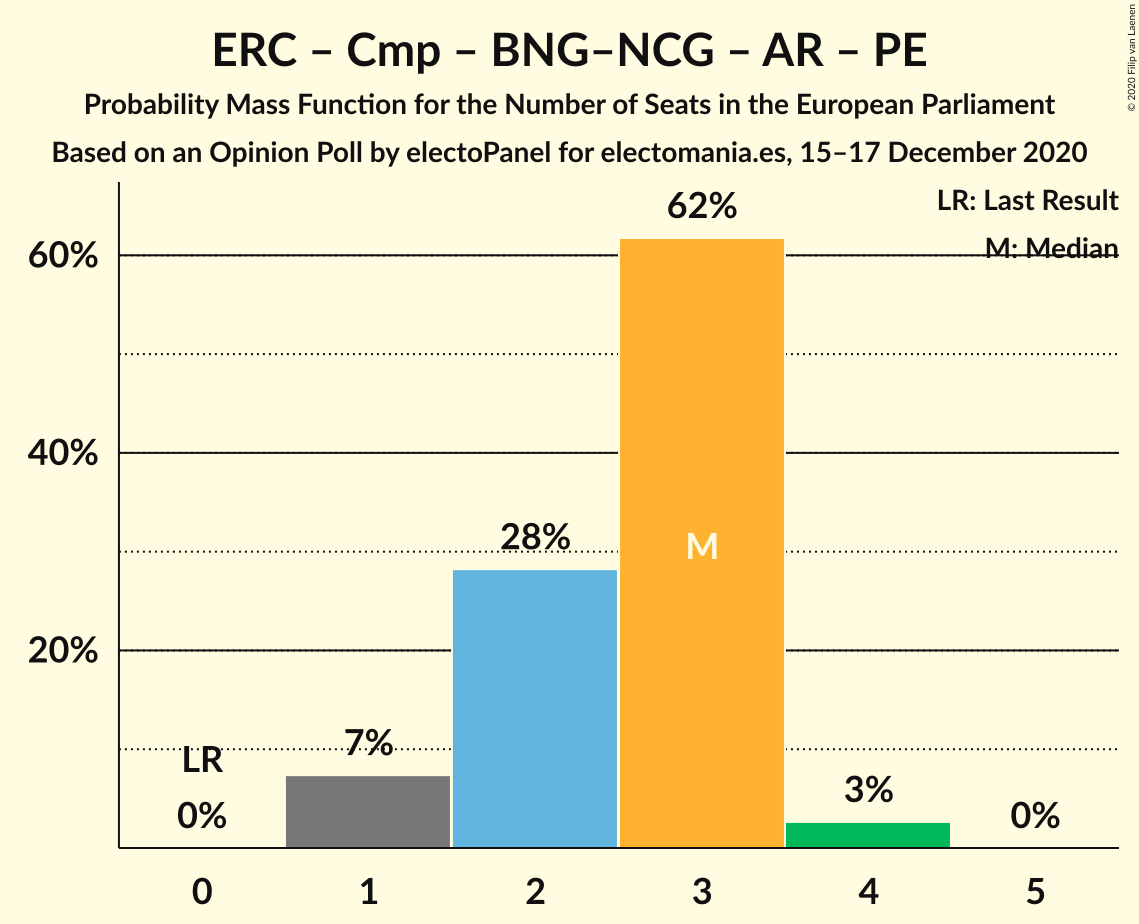 ERC – Cmp – BNG–NCG – AR – PE
Probability Mass Function for the Number of Seats in the European Parliament
Based on an Opinion Poll by electoPanel for electomania.es, 15–17 December 2020
© 2020 Filip van Laenen
LR: Last Result
M: Median
62%
60%
40%
28%
M
20%
7%
LR
3%
0%
0%
0 1 2 3 4 5